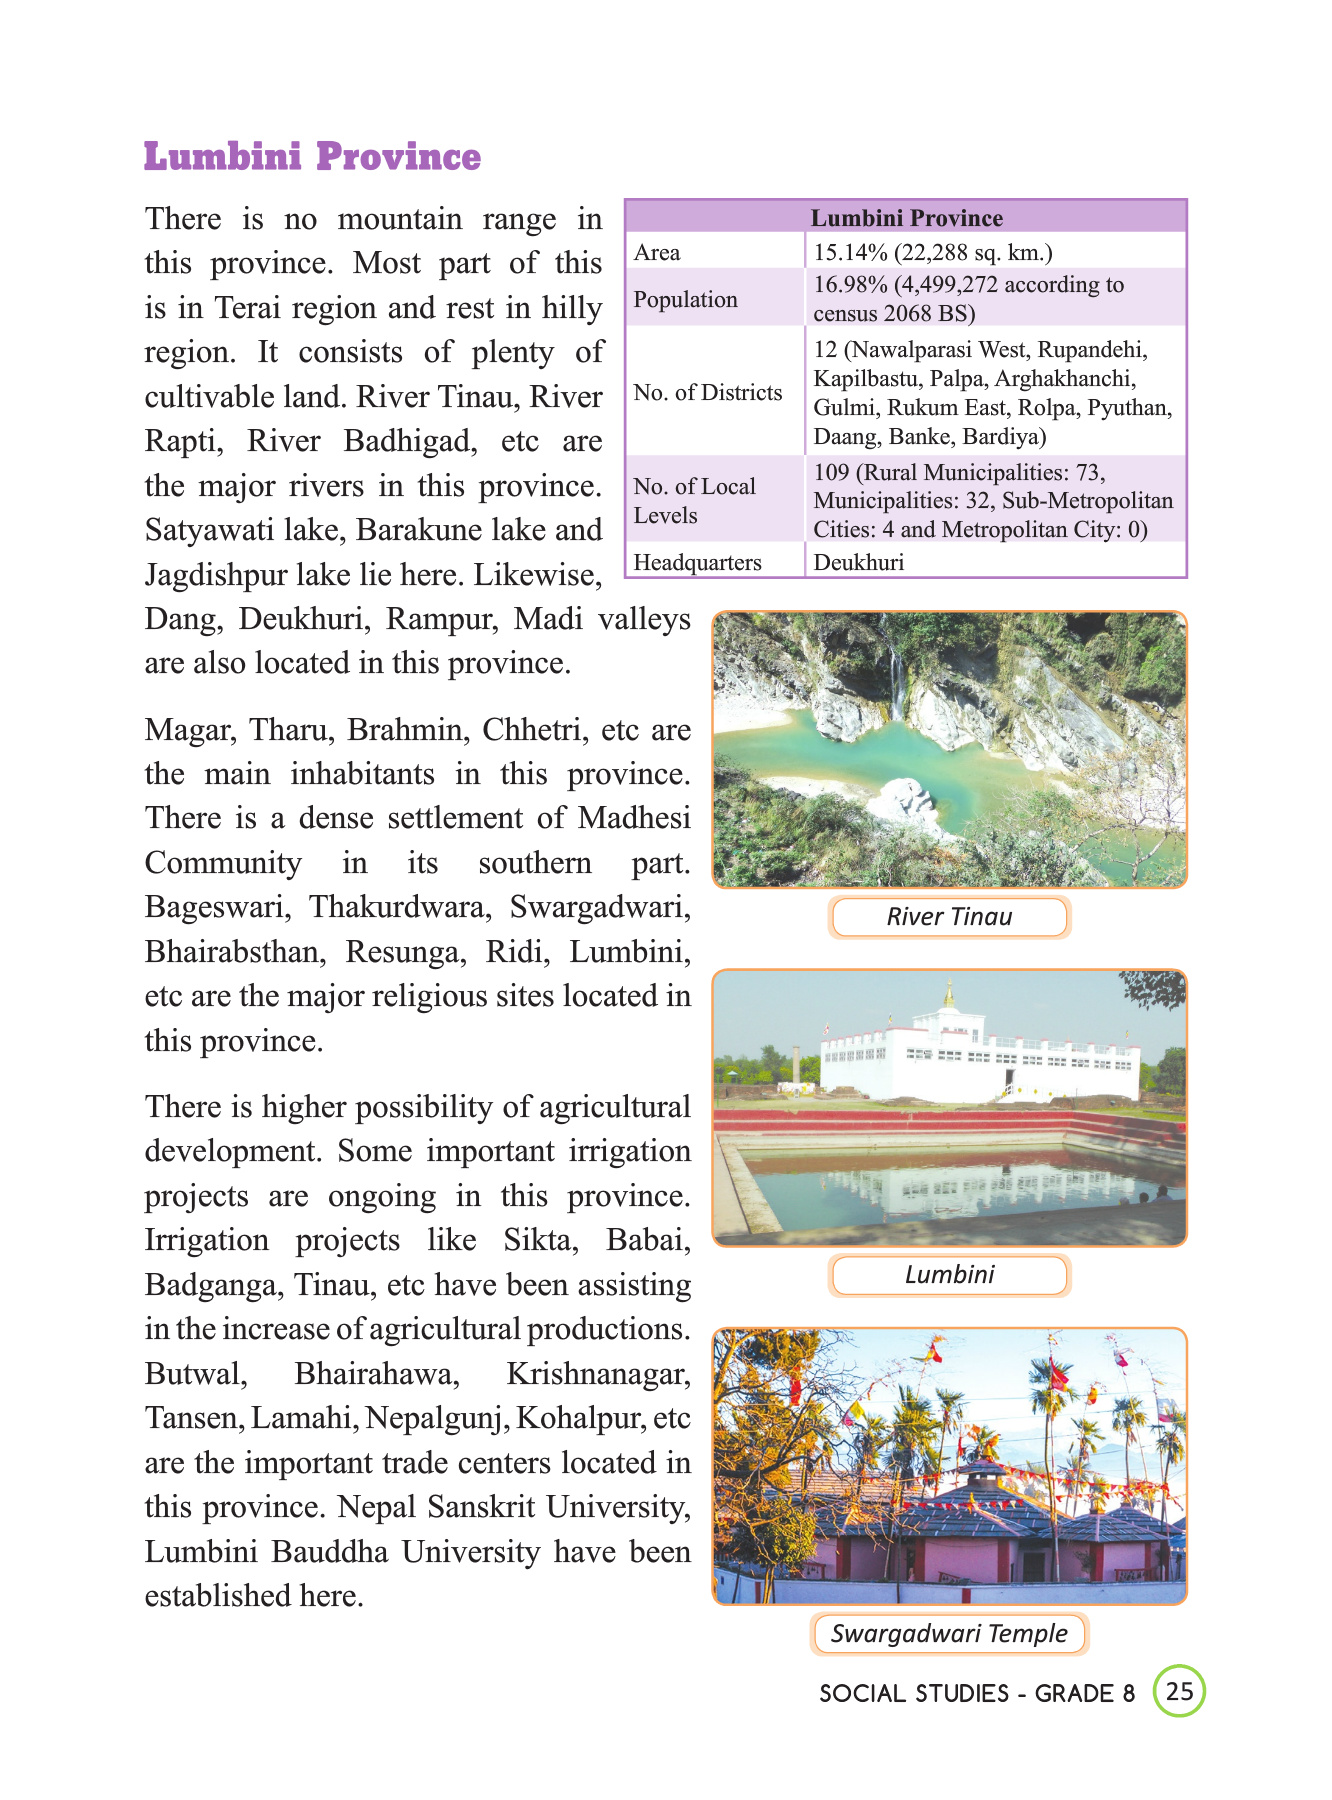 Lumbini Province
There is no mountain range in
this province. Most part of this
is in Terai region and rest in hilly
region. It consists of plenty of
cultivable land. River Tinau, River
Rapti, River Badhigad, etc are
the major rivers in this province.
Satyawati lake, Barakune lake and
Jagdishpur lake lie here. Likewise,
Dang, Deukhuri, Rampur, Madi valleys
are also located in this province.
Magar, Tharu, Brahmin, Chhetri, etc are
the main inhabitants in this province.
There is a dense settlement of Madhesi
Community in its southern part.
Bageswari, Thakurdwara, Swargadwari,
Bhairabsthan, Resunga, Ridi, Lumbini,
etc are the major religious sites located in
this province.
There is higher possibility of agricultural
development. Some important irrigation
projects are ongoing in this province.
Irrigation projects like Sikta, Babai,
Badganga, Tinau, etc have been assisting
in the increase of agricultural productions.
Butwal, Bhairahawa, Krishnanagar,
Tansen, Lamahi, Nepalgunj, Kohalpur, etc
are the important trade centers located in
this province. Nepal Sanskrit University,
Lumbini Bauddha University have been
established here.
Lumbini Province
Area 15.14% (22,288 sq. km.)
Population 16.98% (4,499,272 according to
census 2068 BS)
No. of Districts 12 (Nawalparasi West, Rupandehi,
Kapilbastu, Palpa, Arghakhanchi,
Gulmi, Rukum East, Rolpa, Pyuthan,
Daang, Banke, Bardiya)
No. of Local
Levels
109 (Rural Municipalities: 73,
Municipalities: 32, Sub-Metropolitan
Cities: 4 and Metropolitan City: 0)
Headquarters Deukhuri
River Tinau
Lumbini
Swargadwari Temple
SOCIAL STUDIES - GRADE 8 25